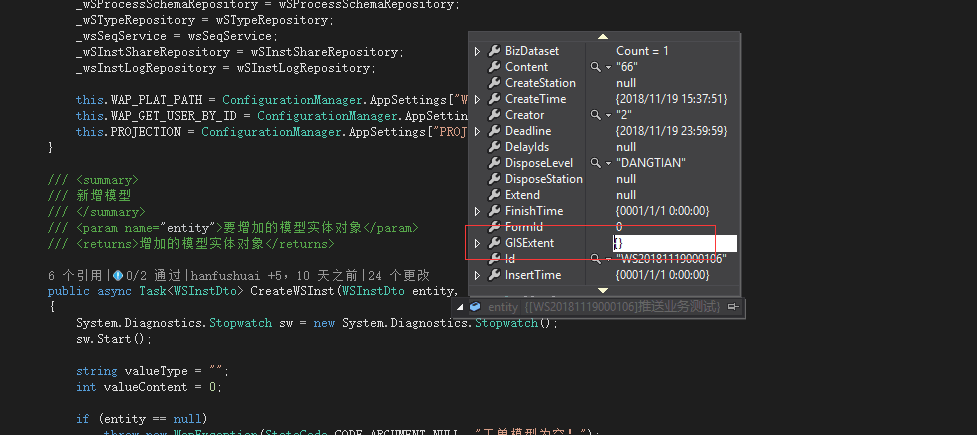 _wSProcessSchemaRepository = wSProcessSchemaRepository;
_wSTypeRepository = wSTypeRepository;
_wsSeqService = wsSeqService;
_wSInstShareRepository = wSInstShareRepository;
_wsInstLogRepository = wSInstLogRepository;
this.WAP_PLAT_PATH = ConfigurationManager.AppSettings["W
this.WAP_GET_USER_BY_ID = ConfigurationManager.AppSetting
this.PROJECTION = ConfigurationManager.AppSettings["PROJ
}
/// <summary>
/// 新增模型
/// </summary>
/// <param name="entity">要增加的模型实体对象</param>
/// <returns>增加的模型实体对象</returns>
6 个引用|0/2 通过|hanfushuai +5，10 天之前|24 个更改
public async Task<WSInstDto> CreateWSInst(WSInstDto entity,
{
System.Diagnostics.Stopwatch sw = new System.Diagnostics.Stopwatch();
sw.Start();
string valueType = "";
int valueContent = 0;
if (entity == null)
throw new WapException(StateCode.CODE_ARGUMENT_NULL, "工单模型为空!");
BizDataset Count = 1
Content "66"
CreateStation null
CreateTime {2018/11/19 15:37:51}
Creator "2"
Deadline {2018/11/19 23:59:59}
DelayIds null
DisposeLevel "DANGTIAN"
DisposeStation null
Extend null
FinishTime {0001/1/1 0:00:00}
FormId 0
GISExtent {}
Id "WS20181119000106"
InsertTime {0001/1/1 0:00:00}
entity {[WS20181119000106]推送业务测试}